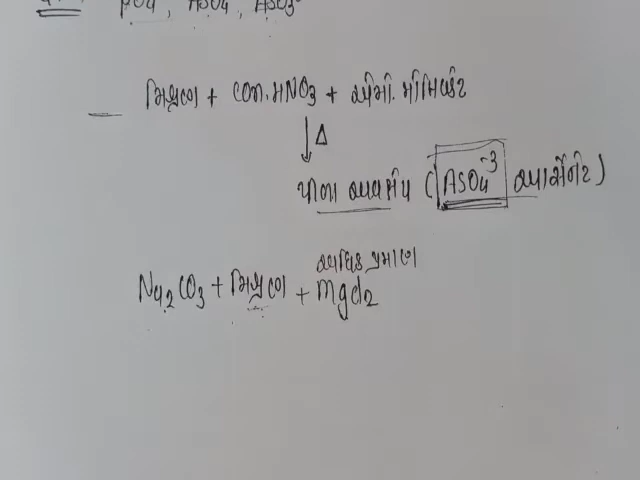 PO4 , ASO4 , ASO3
મિશ્રણ + con. HNO3 + એમો. મોલિબ્ડેટ
↓ Δ
પીળા અવક્ષેપ ( ASO4⁻³ આર્સેનેટ )
અધિક પ્રમાણ
Na2CO3 + મિશ્રણ + Mgcl2